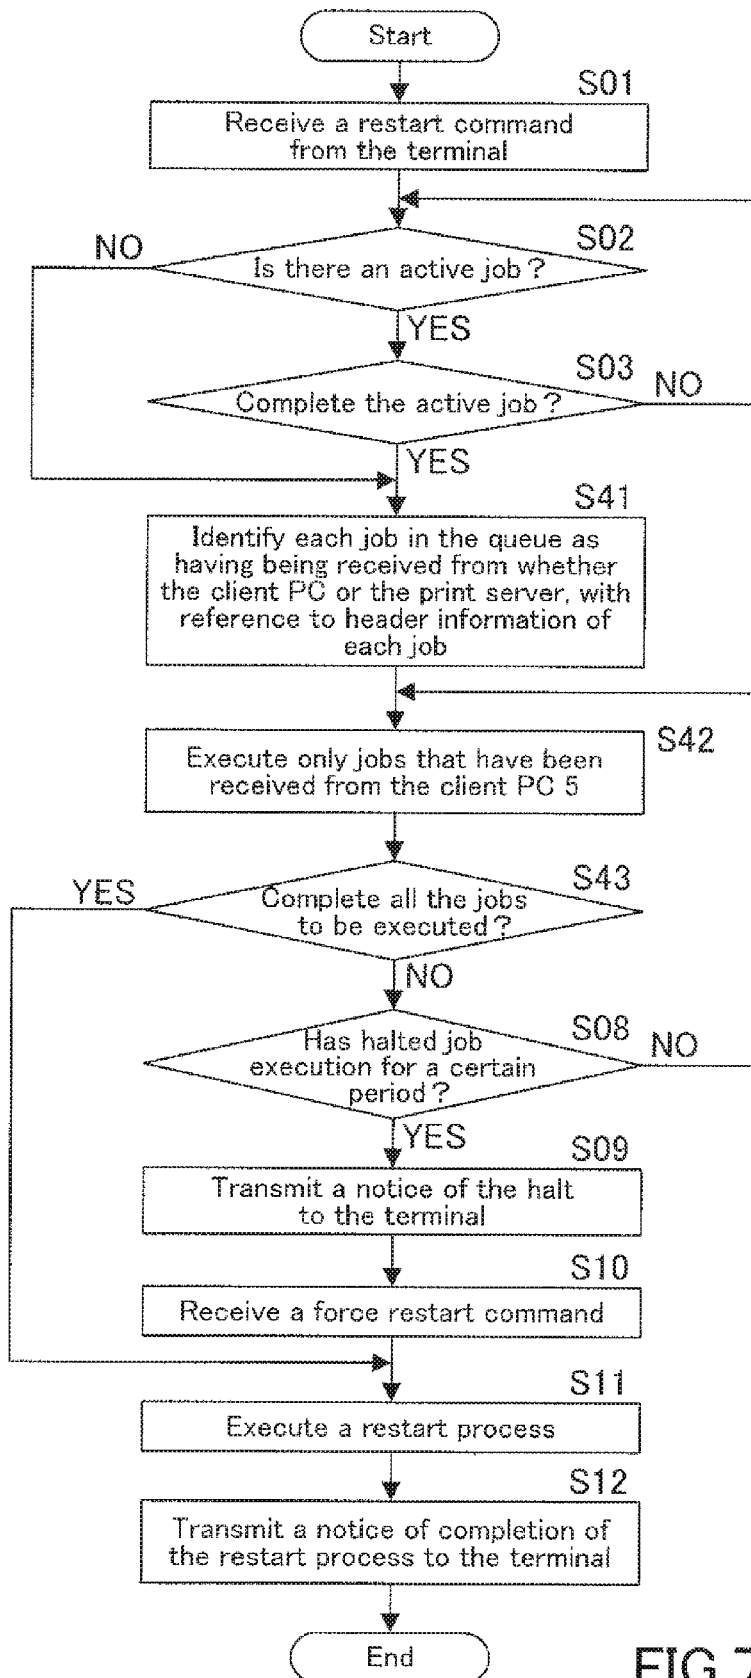 Start
S01
Receive a restart command
from the terminal
NO
S02
Is there an active job?
YES
S03
NO
Complete the active job?
YES
S41
Identify each job in the queue as
having being received from whether
the client PC or the print server, with
reference to header information of
each job
S42
Execute only jobs that have been
received from the client PC 5
YES
S43
Complete all the jobs
to be executed?
NO
S08
NO
Has halted job
execution for a certain
period?
YES
S09
Transmit a notice of the halt
to the terminal
S10
Receive a force restart command
S11
Execute a restart process
S12
Transmit a notice of completion of
the restart process to the terminal
End
FIG.7